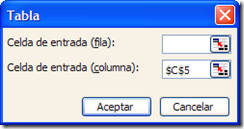 Tabla
Celda de entrada (fila):
Celda de entrada (columna):
$C$5
Aceptar
Cancelar